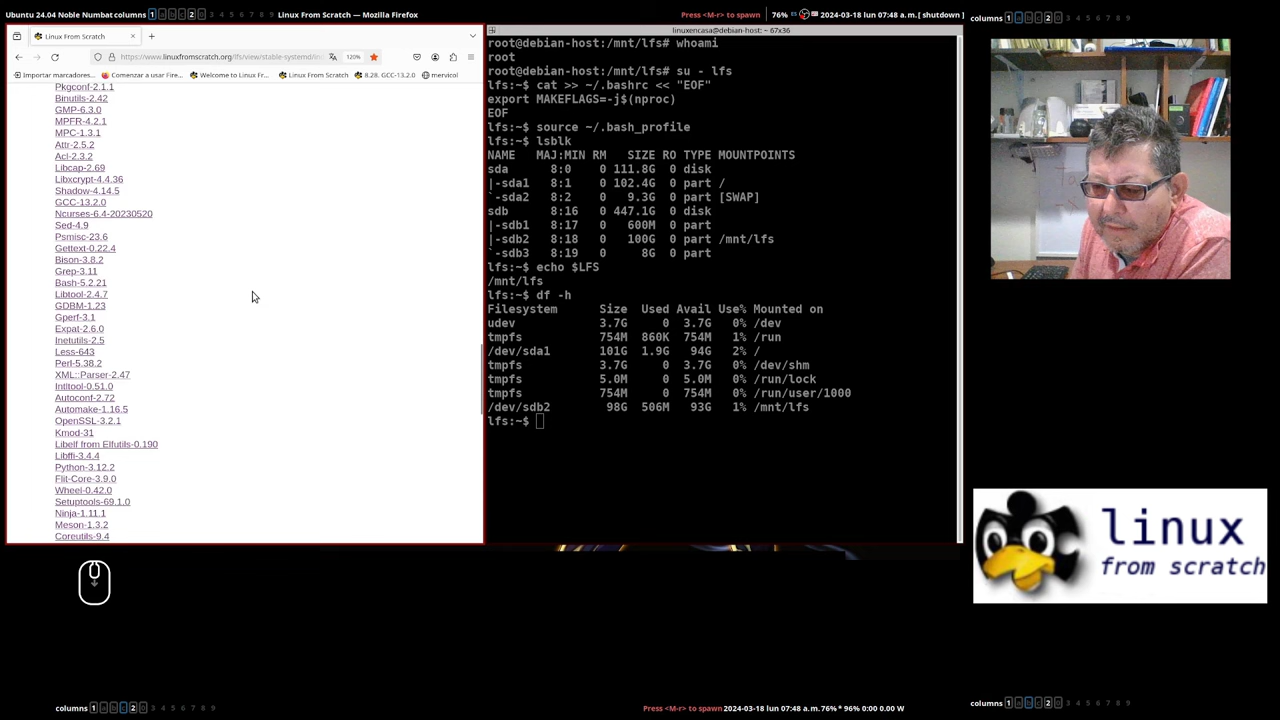 Ubuntu 24.04 Noble Numbat columns 1 a b c 2 0 3 4 5 6 7 8 9 Linux From Scratch — Mozilla Firefox
Press <M-r> to spawn 76% 2024-03-18 lun 07:48 a. m. [ shutdown ]
columns 1 a b c 2 0 3 4 5 6 7 8 9
Linux From Scratch
https://www.linuxfromscratch.org/lfs/view/stable-systemd/in
120%
Importar marcadores...
Comenzar a usar Fire...
Welcome to Linux Fr...
Linux From Scratch
8.28. GCC-13.2.0
mervicol
Pkgconf-2.1.1
Binutils-2.42
GMP-6.3.0
MPFR-4.2.1
MPC-1.3.1
Attr-2.5.2
Acl-2.3.2
Libcap-2.69
Libxcrypt-4.4.36
Shadow-4.14.5
GCC-13.2.0
Ncurses-6.4-20230520
Sed-4.9
Psmisc-23.6
Gettext-0.22.4
Bison-3.8.2
Grep-3.11
Bash-5.2.21
Libtool-2.4.7
GDBM-1.23
Gperf-3.1
Expat-2.6.0
Inetutils-2.5
Less-643
Perl-5.38.2
XML::Parser-2.47
Intltool-0.51.0
Autoconf-2.72
Automake-1.16.5
OpenSSL-3.2.1
Kmod-31
Libelf from Elfutils-0.190
Libffi-3.4.4
Python-3.12.2
Flit-Core-3.9.0
Wheel-0.42.0
Setuptools-69.1.0
Ninja-1.11.1
Meson-1.3.2
Coreutils-9.4
linuxencasa@debian-host: ~ 67x36
root@debian-host:/mnt/lfs# whoami
root
root@debian-host:/mnt/lfs# su - lfs
lfs:~$ cat >> ~/.bashrc << "EOF"
export MAKEFLAGS=-j$(nproc)
EOF
lfs:~$ source ~/.bash_profile
lfs:~$ lsblk
NAME   MAJ:MIN RM   SIZE RO TYPE MOUNTPOINTS
sda      8:0    0 111.8G  0 disk
|-sda1   8:1    0 102.4G  0 part /
`-sda2   8:2    0   9.3G  0 part [SWAP]
sdb      8:16   0 447.1G  0 disk
|-sdb1   8:17   0   600M  0 part
|-sdb2   8:18   0   100G  0 part /mnt/lfs
`-sdb3   8:19   0     8G  0 part
lfs:~$ echo $LFS
/mnt/lfs
lfs:~$ df -h
Filesystem      Size  Used Avail Use% Mounted on
udev            3.7G     0  3.7G   0% /dev
tmpfs           754M  860K  754M   1% /run
/dev/sda1       101G  1.9G   94G   2% /
tmpfs           3.7G     0  3.7G   0% /dev/shm
tmpfs           5.0M     0  5.0M   0% /run/lock
tmpfs           754M     0  754M   0% /run/user/1000
/dev/sdb2        98G  506M   93G   1% /mnt/lfs
lfs:~$
linux
from scratch
columns 1 a b c 2 0 3 4 5 6 7 8 9
Press <M-r> to spawn 2024-03-18 lun 07:48 a. m. 76% * 96% 0:00 0.00 W
columns 1 a b c 2 0 3 4 5 6 7 8 9